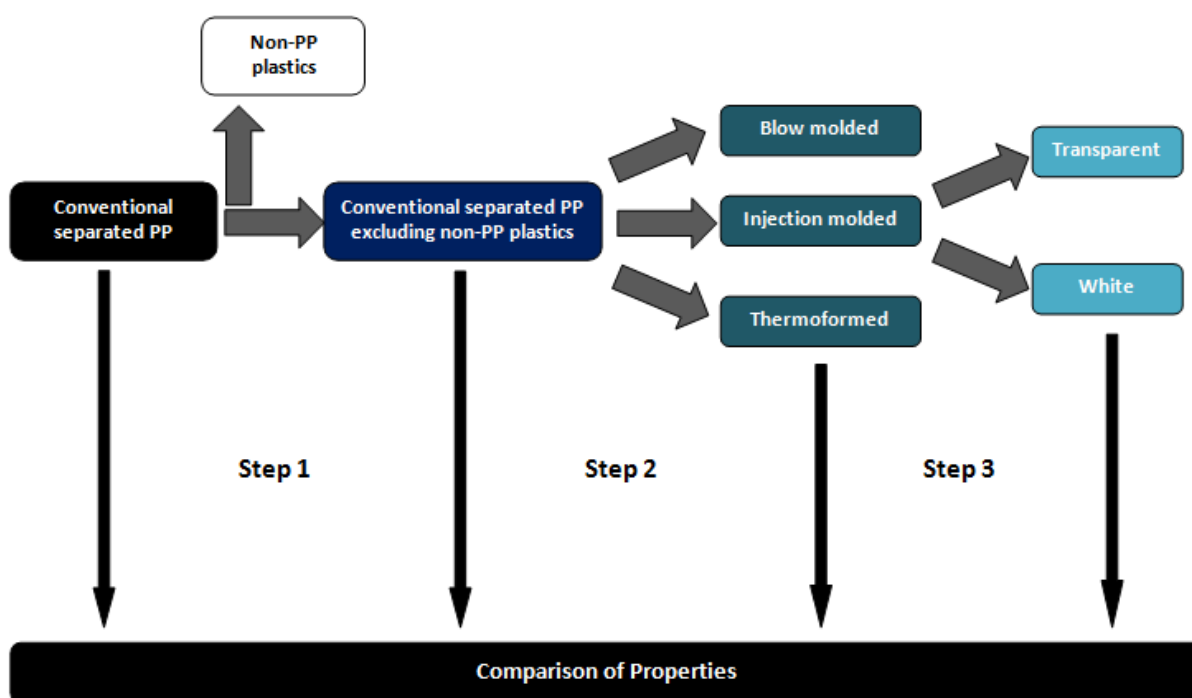 Non-PP
plastics
Blow molded
Transparent
Conventional
separated PP
Conventional separated PP
excluding non-PP plastics
Injection molded
White
Thermoformed
Step 1
Step 2
Step 3
Comparison of Properties